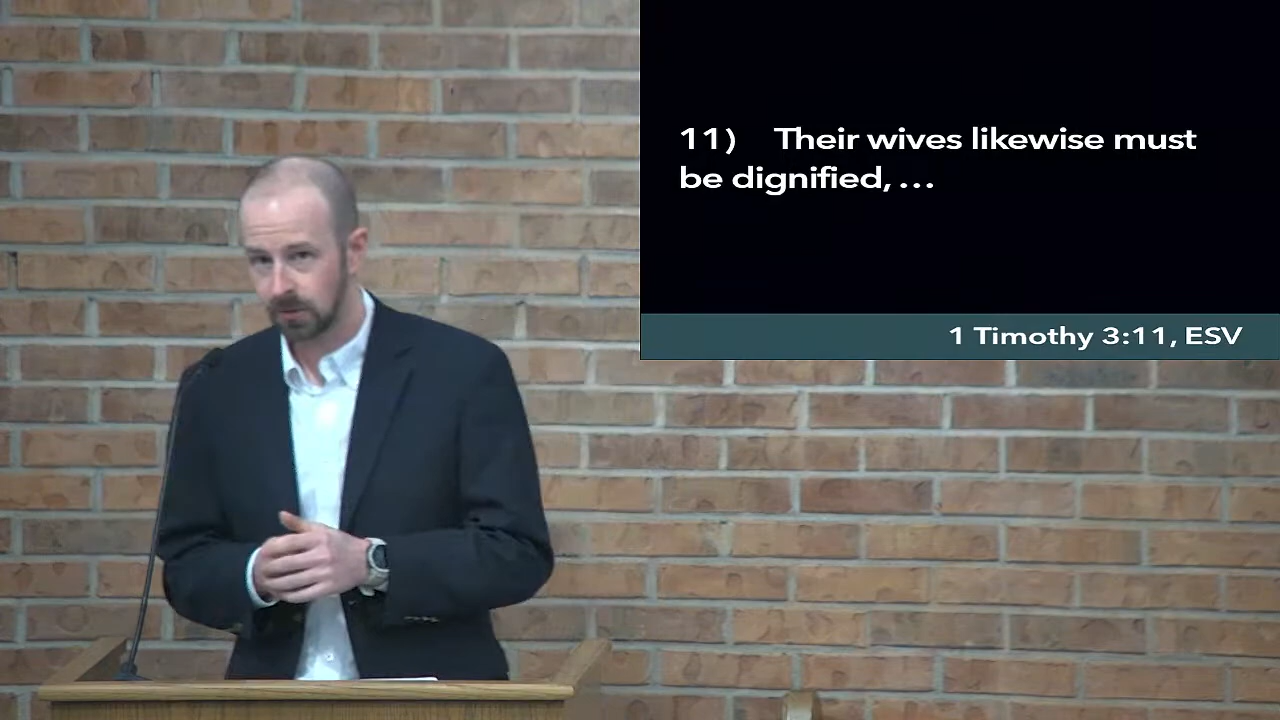 11) Their wives likewise must
be dignified, ...
1 Timothy 3:11, ESV